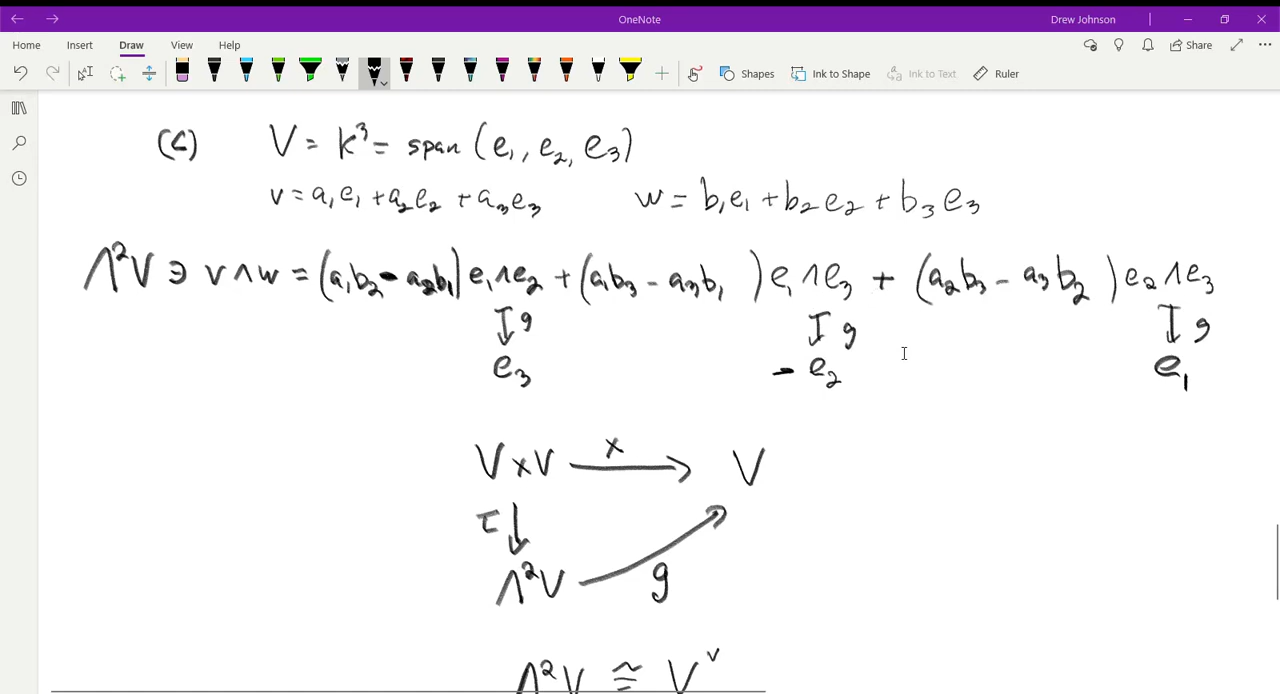 OneNote
Drew Johnson
Home Insert Draw View Help
Share
Shapes Ink to Shape Ink to Text Ruler
(c) V = k³ = span (e₁, e₂, e₃)
v = a₁e₁ + a₂e₂ + a₃e₃ w = b₁e₁ + b₂e₂ + b₃e₃
Λ²V ∋ v ∧ w = (a₁b₂ - a₂b₁) e₁∧e₂ + (a₁b₃ - a₃b₁) e₁∧e₃ + (a₂b₃ - a₃b₂) e₂∧e₃
↧ g ↧ g ↧ g
e₃ - e₂ e₁
×
V×V → V
τ ↓
Λ²V → g
Λ²V ≅ V^∨